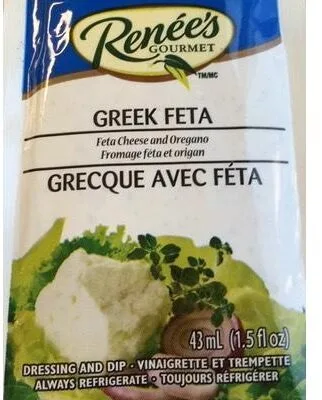 Renée's
GOURMET
TM/MC
GREEK FETA
Feta Cheese and Oregano
Fromage féta et origan
GRECQUE AVEC FÉTA
43 mL (1.5 fl oz)
DRESSING AND DIP • VINAIGRETTE ET TREMPETTE
ALWAYS REFRIGERATE • TOUJOURS RÉFRIGÉRER